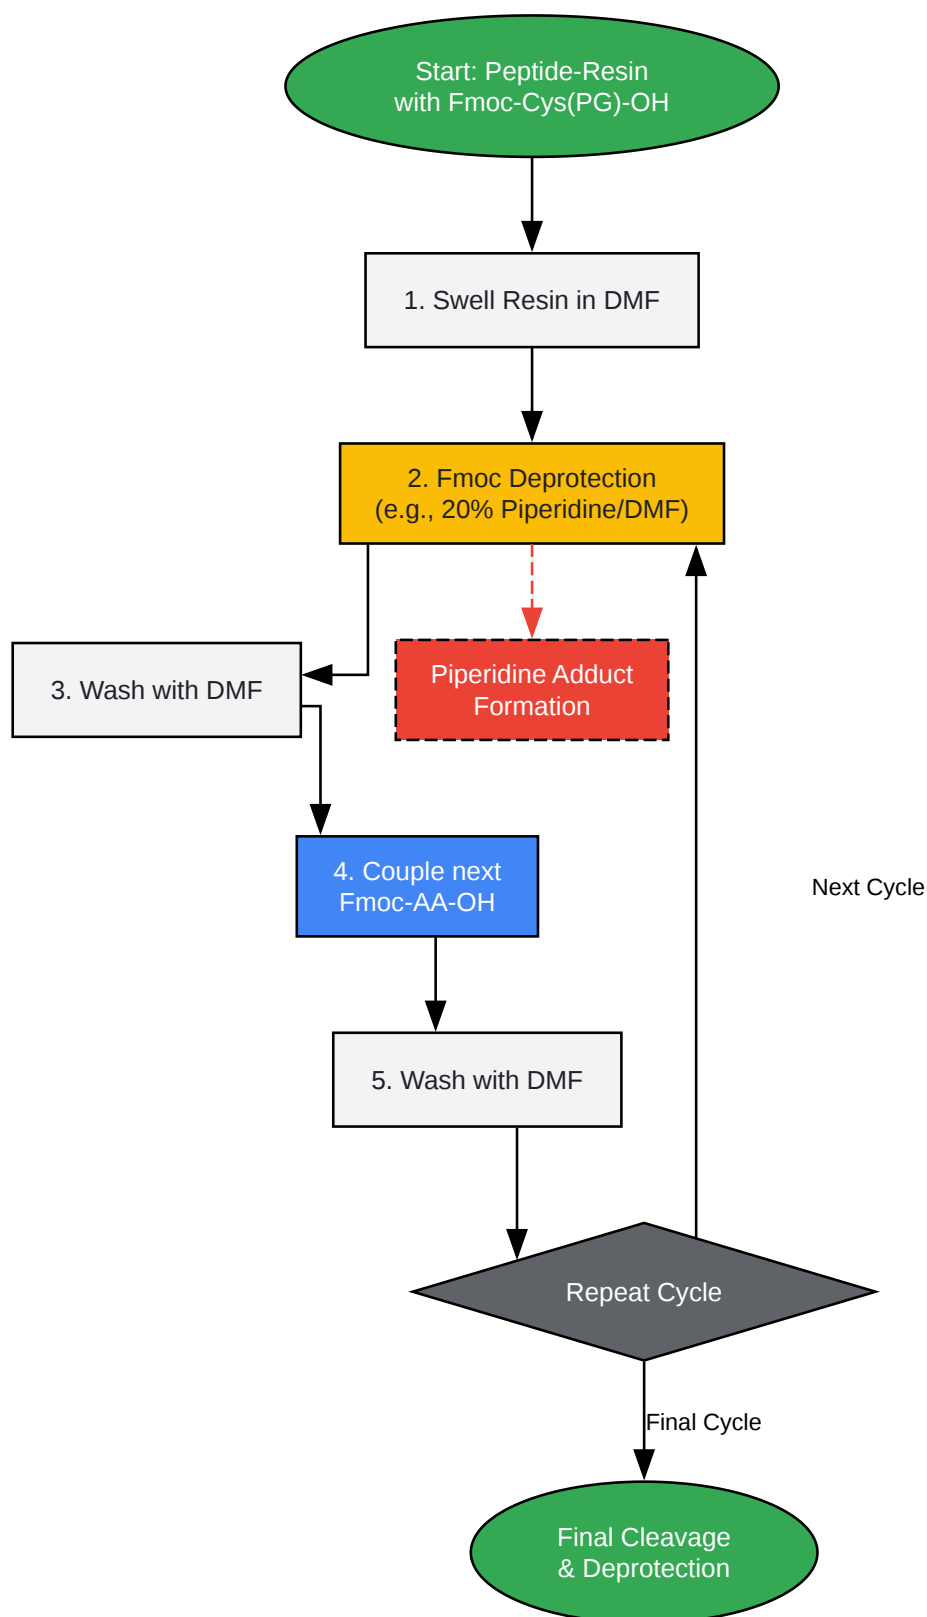 Start: Peptide-Resin
with Fmoc-Cys(PG)-OH
1. Swell Resin in DMF
2. Fmoc Deprotection
(e.g., 20% Piperidine/DMF)
Piperidine Adduct
Formation
3. Wash with DMF
4. Couple next
Fmoc-AA-OH
Next Cycle
5. Wash with DMF
Repeat Cycle
Final Cycle
Final Cleavage
& Deprotection